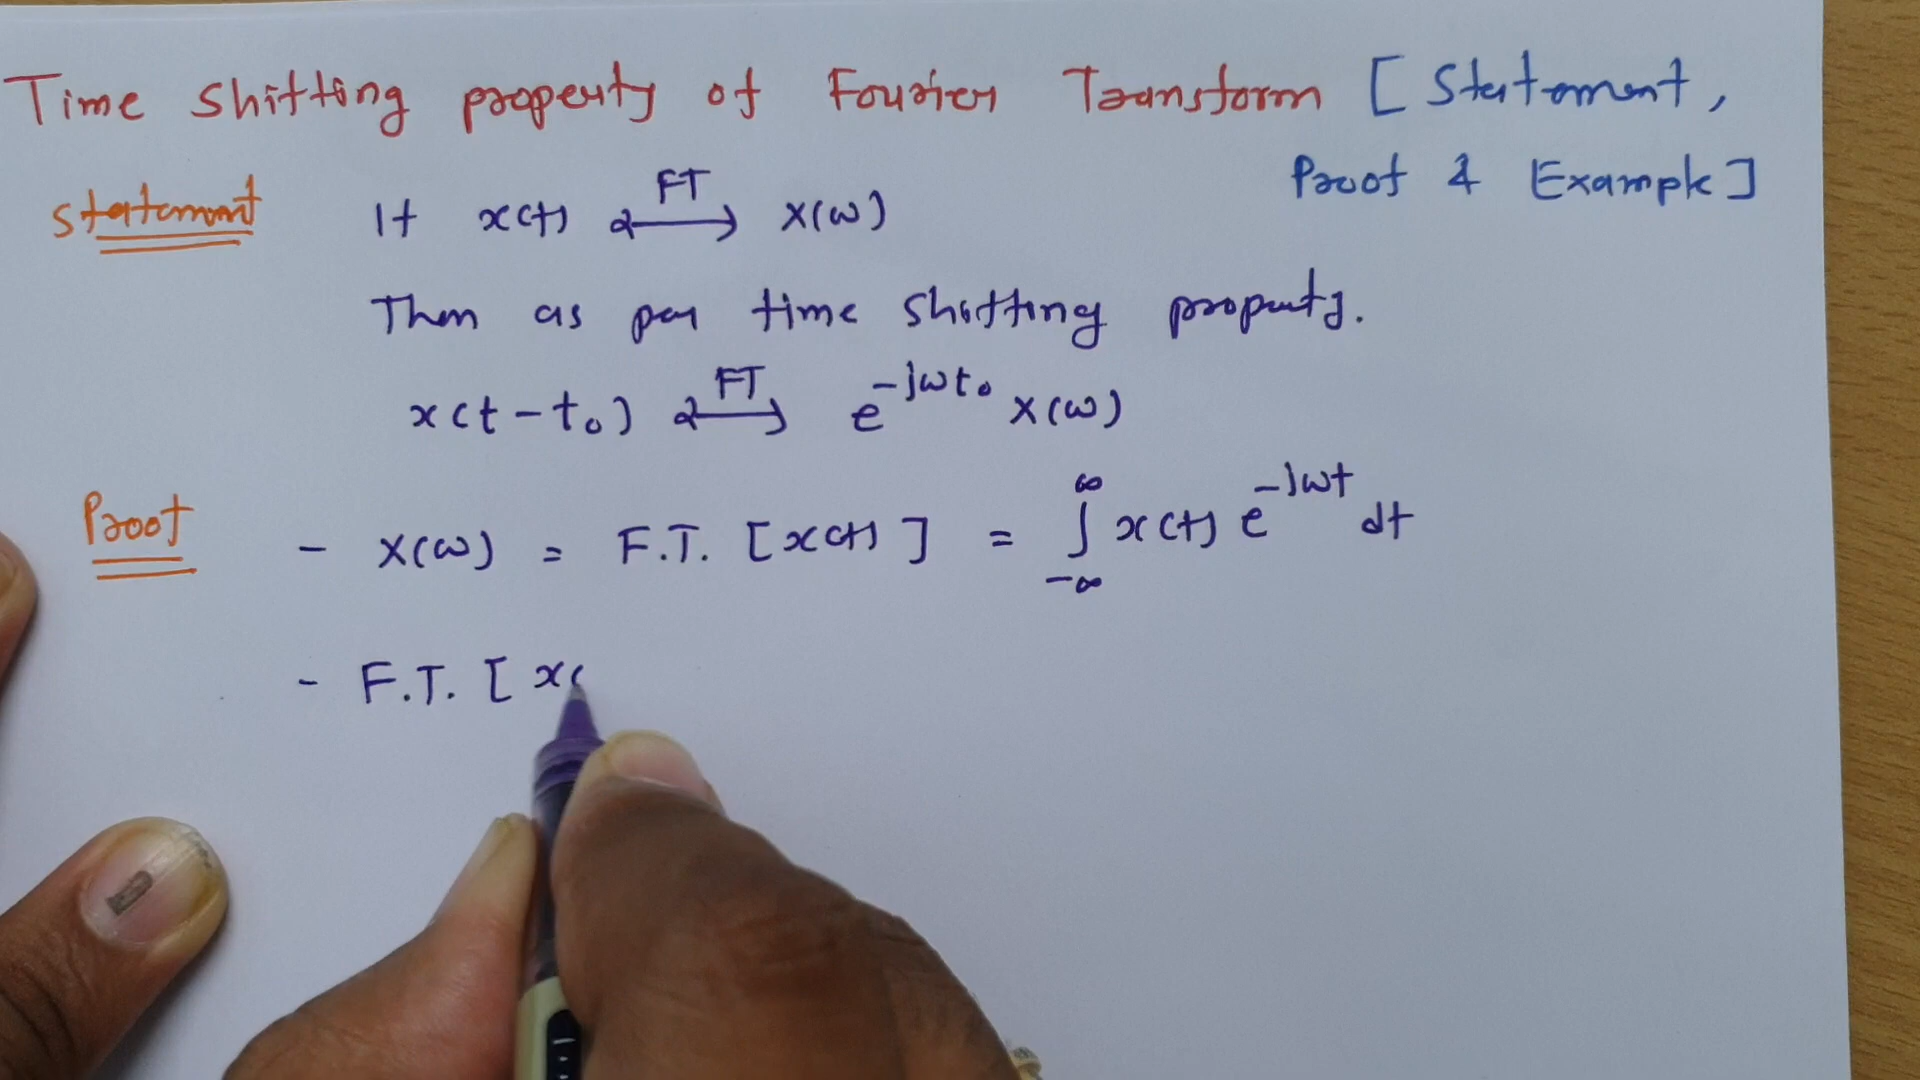 Time Shifting property of Fourier Transform [Statement,
Proof & Example]
Statement If x(t) ⟷FT X(ω)
Then as per time Shifting property.
x(t-t₀) ⟷FT e^-jωt₀ X(ω)
Proof - X(ω) = F.T. [x(t)] = ∫_-∞^∞ x(t) e^-jωt dt
- F.T. [x(